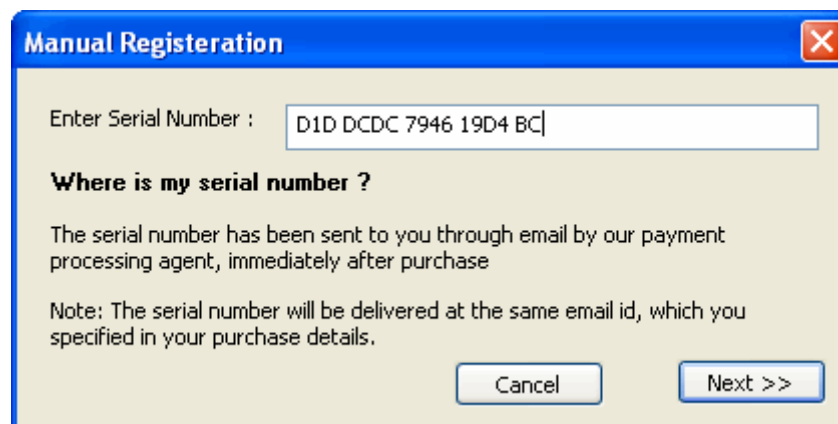 Manual Registeration
Enter Serial Number : D1D DCDC 7946 19D4 BC
Where is my serial number ?
The serial number has been sent to you through email by our payment
processing agent, immediately after purchase
Note: The serial number will be delivered at the same email id, which you
specified in your purchase details.
Cancel Next >>